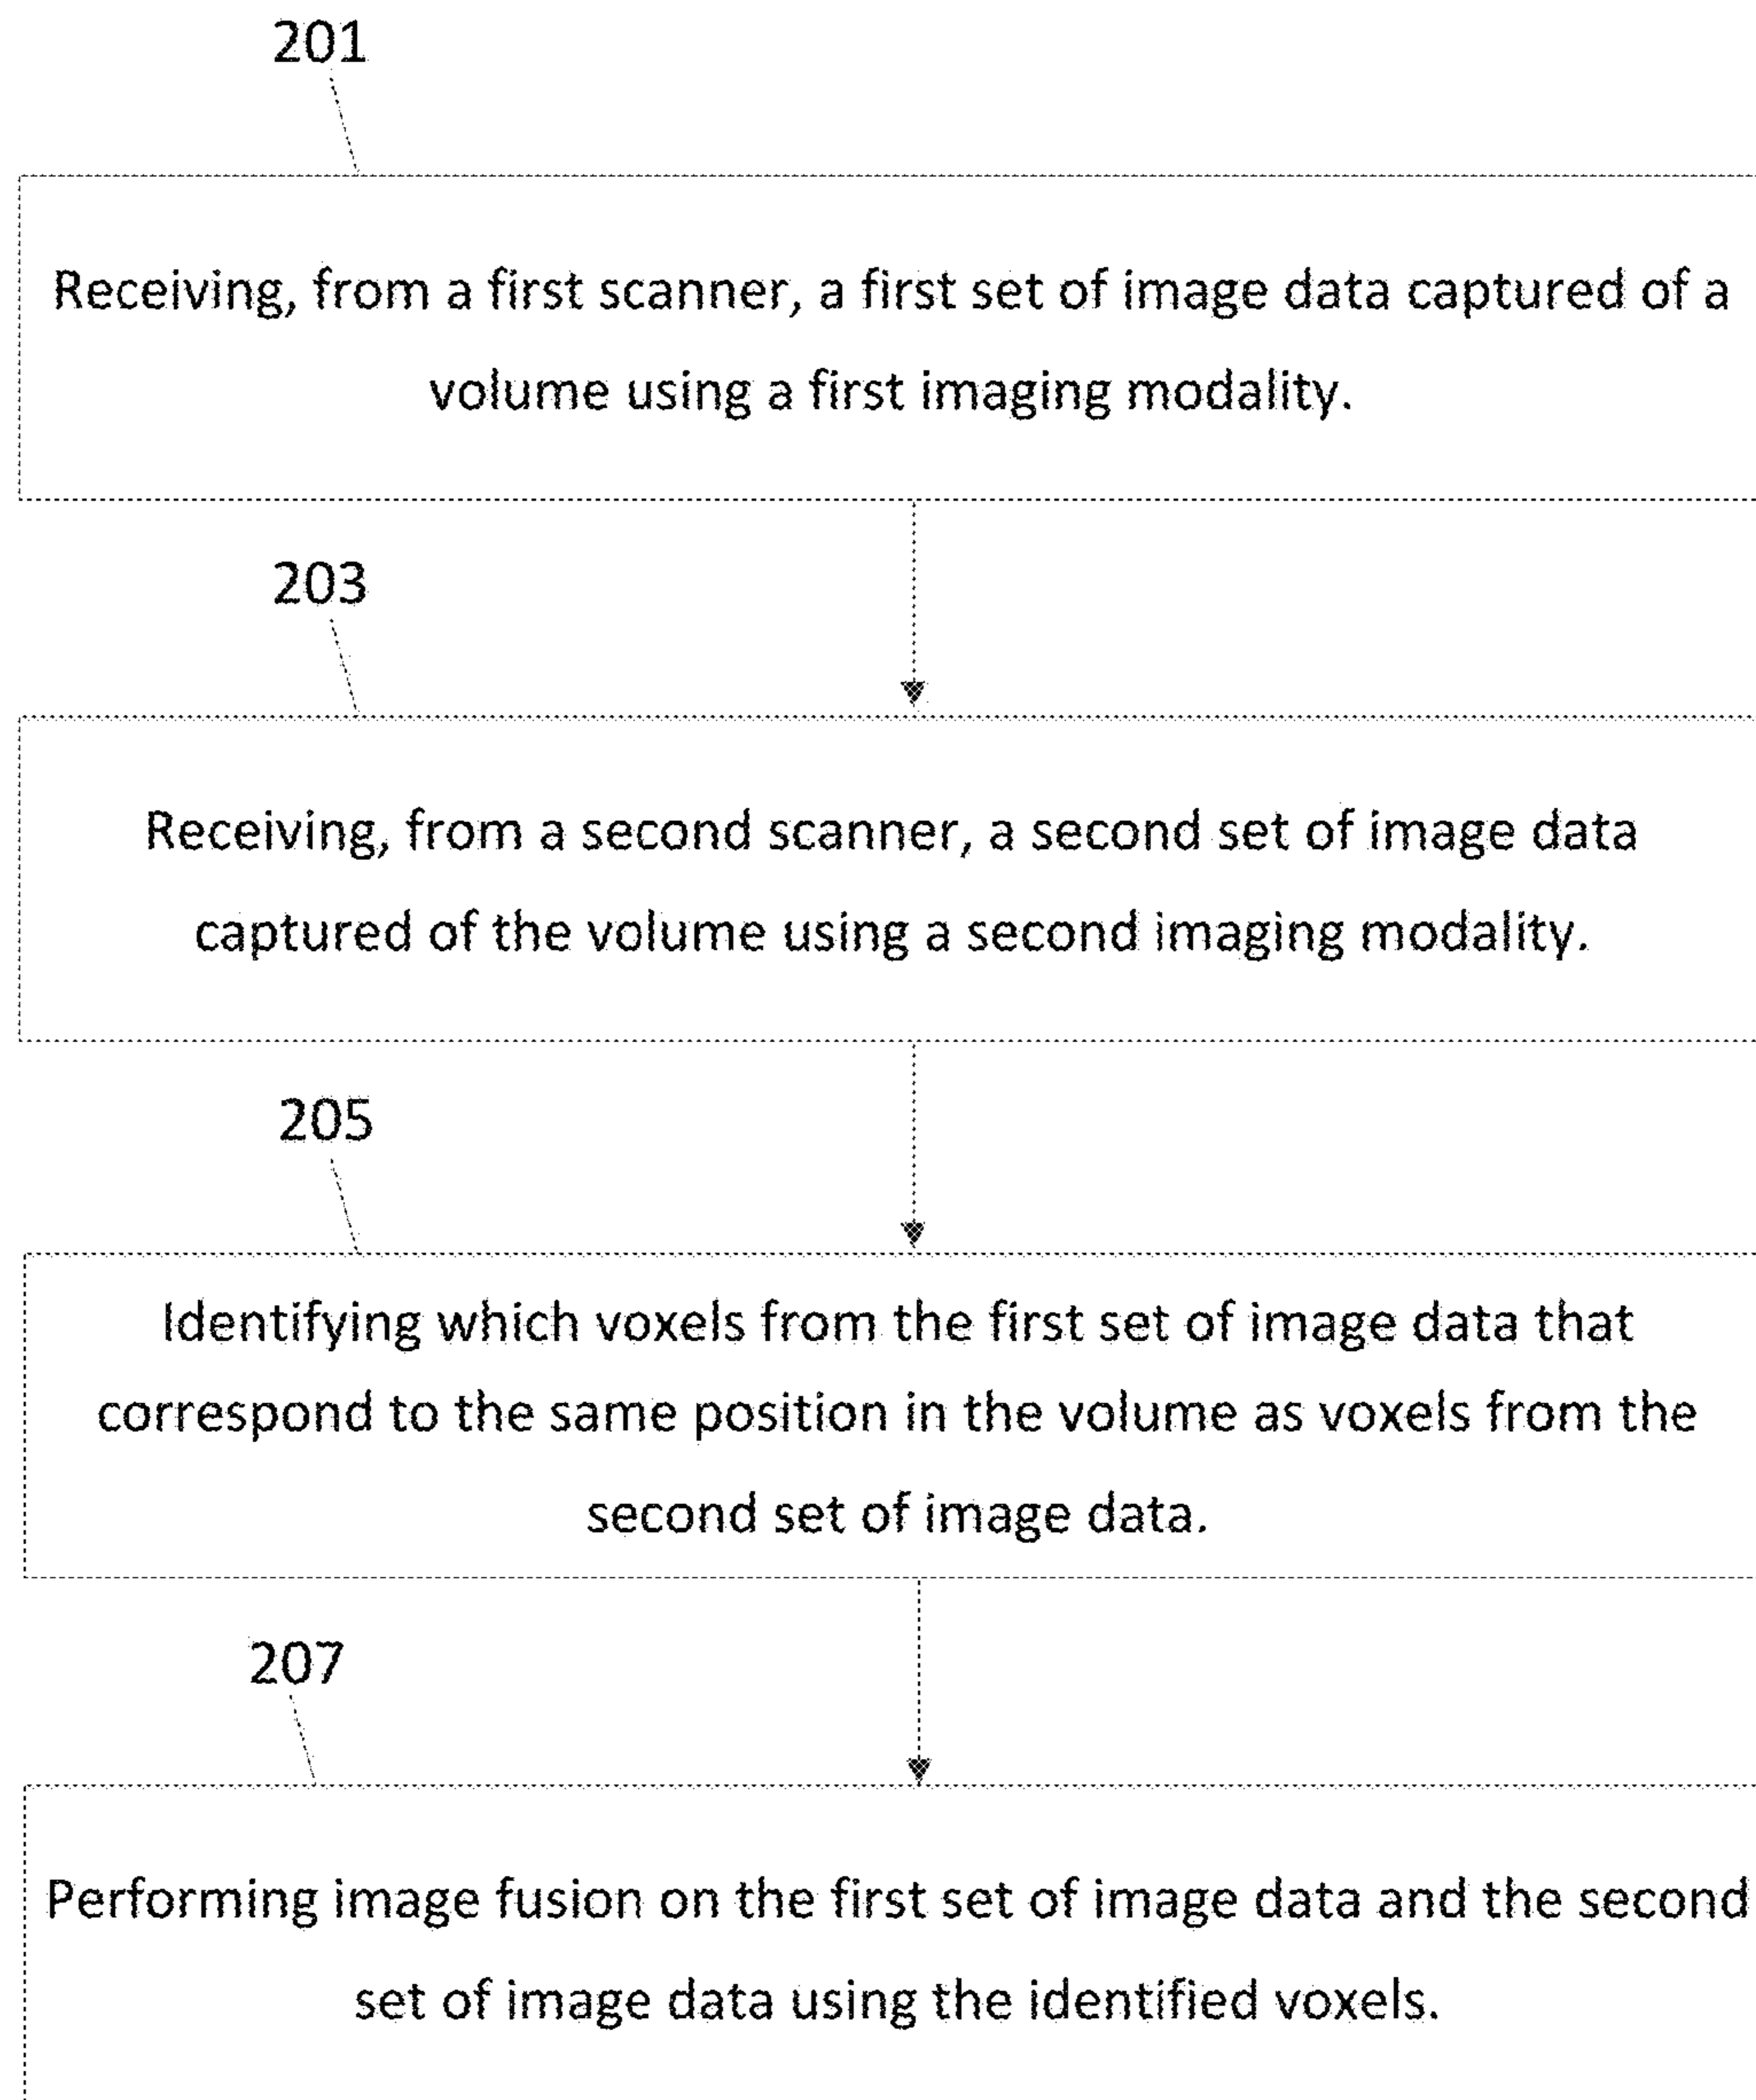 201
Receiving, from a first scanner, a first set of image data captured of a
volume using a first imaging modality.
203
Receiving, from a second scanner, a second set of image data
captured of the volume using a second imaging modality.
205
Identifying which voxels from the first set of image data that
correspond to the same position in the volume as voxels from the
second set of image data.
207
Performing image fusion on the first set of image data and the second
set of image data using the identified voxels.